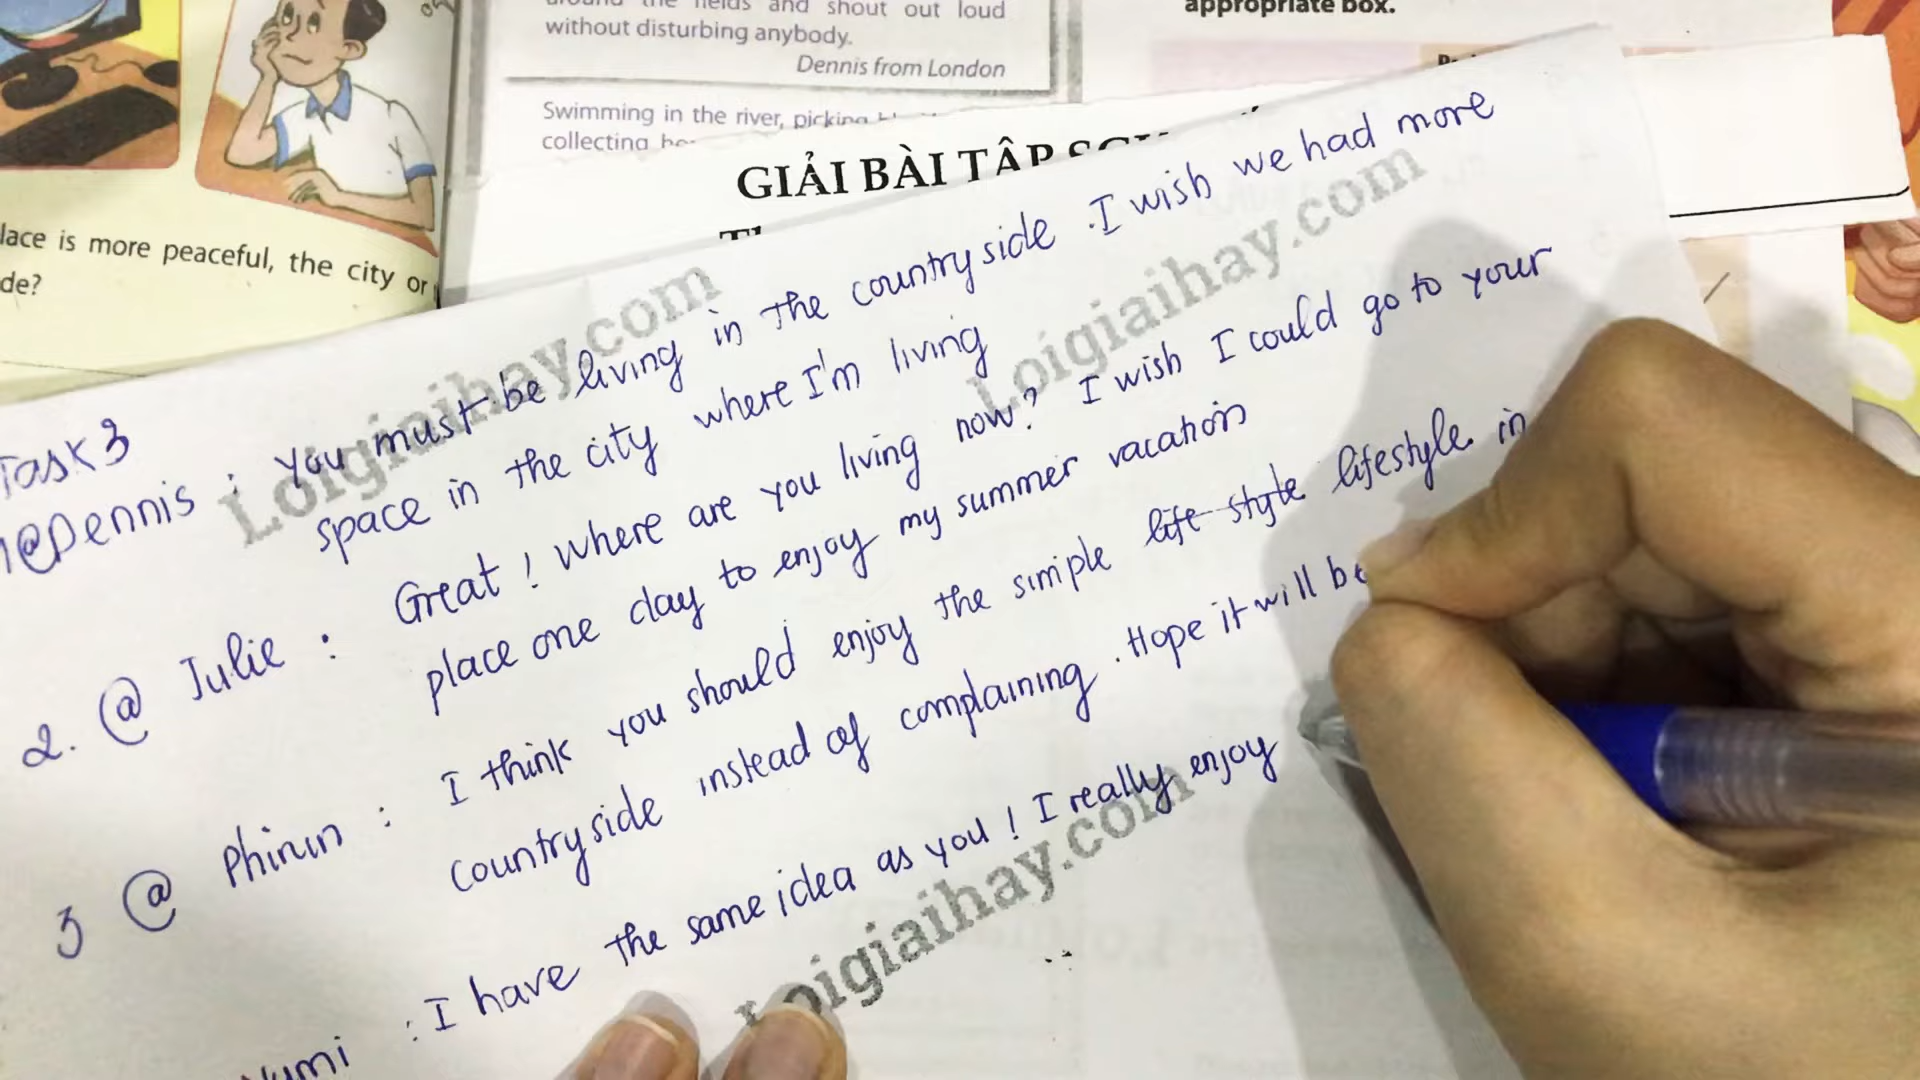 around the fields and shout out loud
without disturbing anybody.
Dennis from London
Swimming in the river, picking
collecting
appropriate box.
lace is more peaceful, the city or
de?
GIẢI BÀI TẬP
Task 3
1@Dennis : You must be living in the countryside. I wish we had more
space in the city where I'm living
2. @ Julie : Great! Where are you living now? I wish I could go to your
place one day to enjoy my summer vacation
3 @ Phirun : I think you should enjoy the simple life style lifestyle in
countryside instead of complaining. Hope it will be
: I have the same idea as you! I really enjoy
Loigiaihay.com
Loigiaihay.com
Loigiaihay.com